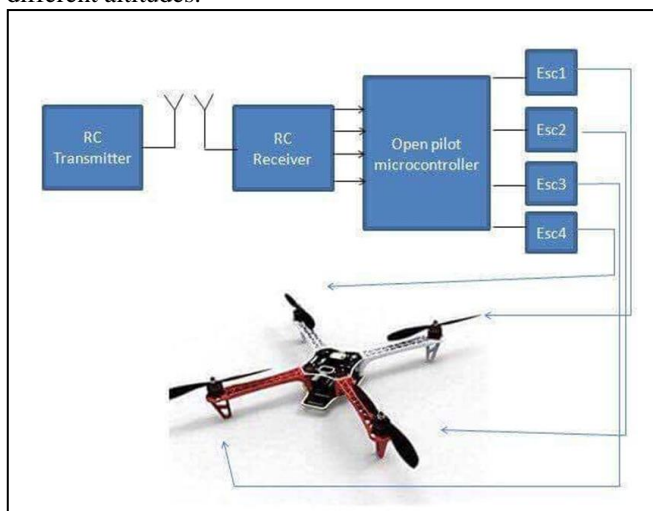 different altitudes.
RC
Transmitter
RC
Receiver
Open pilot
microcontroller
Esc1
Esc2
Esc3
Esc4